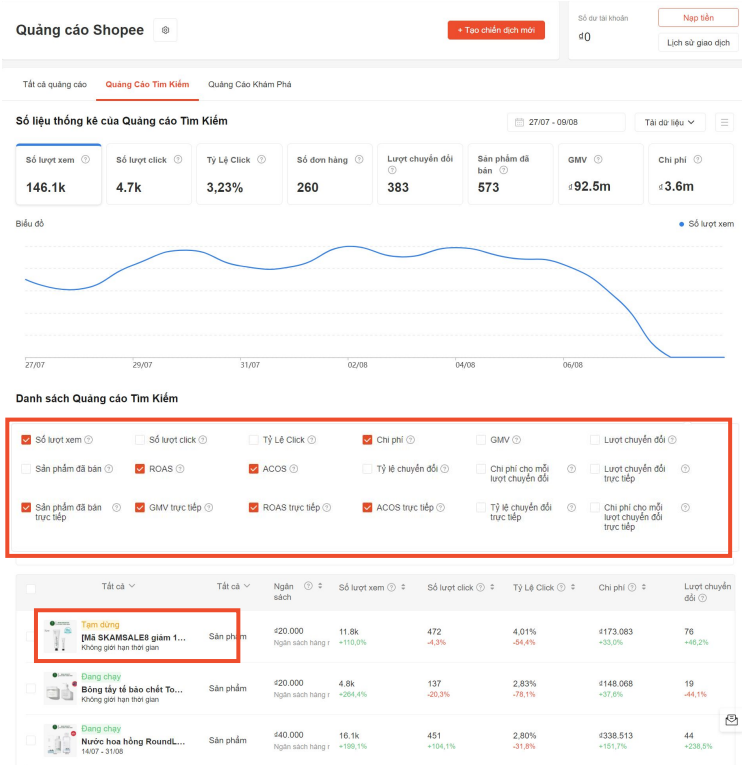 Quảng cáo Shopee
+ Tạo chiến dịch mới
Số dư tài khoản
₫0
Nạp tiền
Lịch sử giao dịch
Tất cả quảng cáo
Quảng Cáo Tìm Kiếm
Quảng Cáo Khám Phá
Số liệu thống kê của Quảng cáo Tìm Kiếm
27/07 - 09/08
Tải dữ liệu
Số lượt xem
146.1k
Số lượt click
4.7k
Tỷ Lệ Click
3,23%
Số đơn hàng
260
Lượt chuyển đổi
383
Sản phẩm đã
bán
573
GMV
₫92.5m
Chi phí
₫3.6m
Biểu đồ
Số lượt xem
27/07 29/07 31/07 02/08 04/08 06/08
Danh sách Quảng cáo Tìm Kiếm
Số lượt xem
Số lượt click
Tỷ Lệ Click
Chi phí
GMV
Lượt chuyển đổi
Sản phẩm đã bán
ROAS
ACOS
Tỷ lệ chuyển đổi
Chi phí cho mỗi
lượt chuyển đổi
Lượt chuyển đổi
trực tiếp
Sản phẩm đã bán
trực tiếp
GMV trực tiếp
ROAS trực tiếp
ACOS trực tiếp
Tỷ lệ chuyển đổi
trực tiếp
Chi phí cho mỗi
lượt chuyển đổi
trực tiếp
Tất cả
Tất cả
Ngân
sách
Số lượt xem
Số lượt click
Tỷ Lệ Click
Chi phí
Lượt chuyển
đổi
Tạm dừng
[Mã SKAMSALE8 giảm 1...
Không giới hạn thời gian
Sản phẩm
₫20.000
Ngân sách hàng n
11.8k
+110,0%
472
-4,3%
4,01%
-54,4%
₫173.083
+33,0%
76
+46,2%
Đang chạy
Bông tẩy tế bào chết To...
Không giới hạn thời gian
Sản phẩm
₫20.000
Ngân sách hàng n
4.8k
+264,4%
137
-20,3%
2,83%
-78,1%
₫148.068
+37,6%
19
-44,1%
Đang chạy
Nước hoa hồng RoundL...
14/07 - 31/08
Sản phẩm
₫40.000
Ngân sách hàng n
16.1k
+199,1%
451
+104,1%
2,80%
-31,8%
₫338.513
+151,7%
44
+238,5%